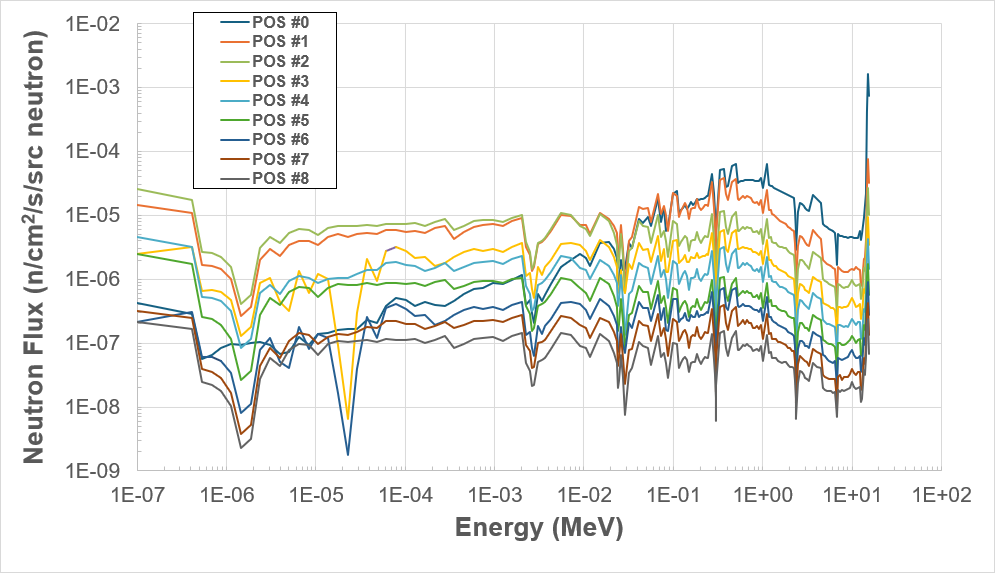 1E-02
1E-03
1E-04
1E-05
1E-06
1E-07
1E-08
1E-09
Neutron Flux (n/cm²/s/src neutron)
POS #0
POS #1
POS #2
POS #3
POS #4
POS #5
POS #6
POS #7
POS #8
1E-07 1E-06 1E-05 1E-04 1E-03 1E-02 1E-01 1E+00 1E+01 1E+02
Energy (MeV)